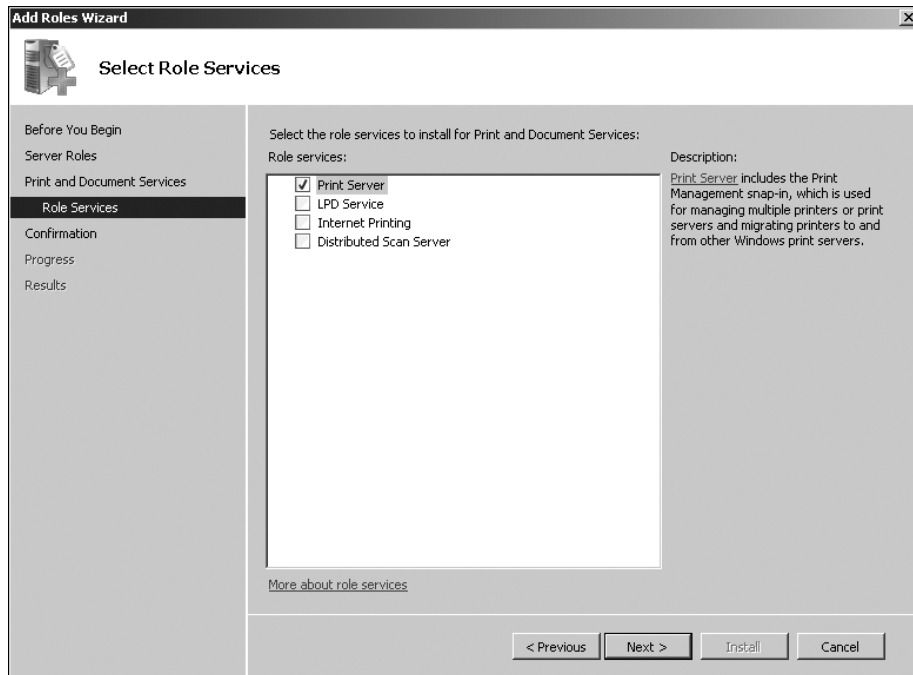 Add Roles Wizard
Select Role Services
Before You Begin
Server Roles
Print and Document Services
Role Services
Confirmation
Progress
Results
Select the role services to install for Print and Document Services:
Role services:
Print Server
LPD Service
Internet Printing
Distributed Scan Server
More about role services
Description:
Print Server includes the Print
Management snap-in, which is used
for managing multiple printers or print
servers and migrating printers to and
from other Windows print servers.
< Previous
Next >
Install
Cancel